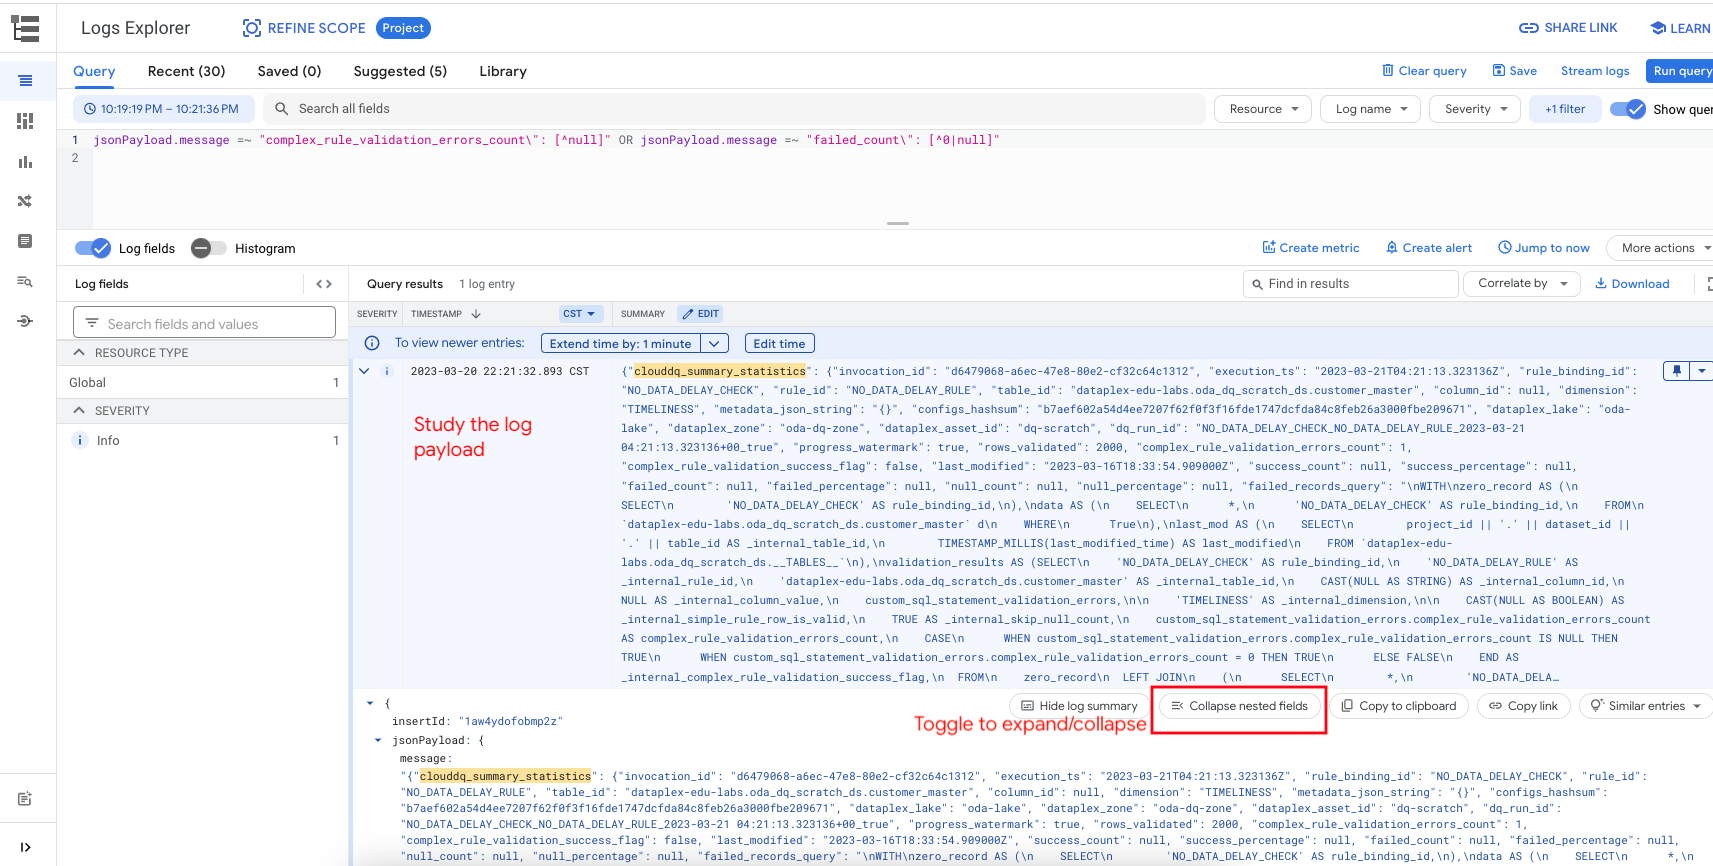 Logs Explorer
REFINE SCOPE
Project
SHARE LINK
LEARN
Query
Recent (30)
Saved (0)
Suggested (5)
Library
Clear query
Save
Stream logs
Run query
10:19:19 PM – 10:21:36 PM
Search all fields
Resource
Log name
Severity
+1 filter
Show quer
1 jsonPayload.message =~ "complex_rule_validation_errors_count\": [^null]" OR jsonPayload.message =~ "failed_count\": [^0|null]"
2
Log fields
Histogram
Create metric
Create alert
Jump to now
More actions
Log fields
Query results
1 log entry
Find in results
Correlate by
Download
Search fields and values
SEVERITY
TIMESTAMP
CST
SUMMARY
EDIT
To view newer entries:
Extend time by: 1 minute
Edit time
RESOURCE TYPE
Global 1
SEVERITY
Info 1
2023-03-20 22:21:32.893 CST
Study the log
payload
{"clouddq_summary_statistics": {"invocation_id": "d6479068-a6ec-47e8-80e2-cf32c64c1312", "execution_ts": "2023-03-21T04:21:13.323136Z", "rule_binding_id":
"NO_DATA_DELAY_CHECK", "rule_id": "NO_DATA_DELAY_RULE", "table_id": "dataplex-edu-labs.oda_dq_scratch_ds.customer_master", "column_id": null, "dimension":
"TIMELINESS", "metadata_json_string": "{}", "configs_hashsum": "b7aef602a54d4ee7207f62f0f3f16fde1747dcfda84c8feb26a3000fbe209671", "dataplex_lake": "oda-
lake", "dataplex_zone": "oda-dq-zone", "dataplex_asset_id": "dq-scratch", "dq_run_id": "NO_DATA_DELAY_CHECK_NO_DATA_DELAY_RULE_2023-03-21
04:21:13.323136+00_true", "progress_watermark": true, "rows_validated": 2000, "complex_rule_validation_errors_count": 1,
"complex_rule_validation_success_flag": false, "last_modified": "2023-03-16T18:33:54.909000Z", "success_count": null, "success_percentage": null,
"failed_count": null, "failed_percentage": null, "null_count": null, "null_percentage": null, "failed_records_query": "\nWITH\nzero_record AS (\n
SELECT\n 'NO_DATA_DELAY_CHECK' AS rule_binding_id,\n),\ndata AS (\n SELECT\n *,\n 'NO_DATA_DELAY_CHECK' AS rule_binding_id,\n FROM\n
`dataplex-edu-labs.oda_dq_scratch_ds.customer_master` d\n WHERE\n True\n),\nlast_mod AS (\n SELECT\n project_id || '.' || dataset_id ||
'.' || table_id AS _internal_table_id,\n TIMESTAMP_MILLIS(last_modified_time) AS last_modified\n FROM `dataplex-edu-
labs.oda_dq_scratch_ds.__TABLES__`\n),\nvalidation_results AS (SELECT\n 'NO_DATA_DELAY_CHECK' AS rule_binding_id,\n 'NO_DATA_DELAY_RULE' AS
_internal_rule_id,\n 'dataplex-edu-labs.oda_dq_scratch_ds.customer_master' AS _internal_table_id,\n CAST(NULL AS STRING) AS _internal_column_id,\n
NULL AS _internal_column_value,\n custom_sql_statement_validation_errors,\n\n 'TIMELINESS' AS _internal_dimension,\n\n CAST(NULL AS BOOLEAN) AS
_internal_simple_rule_row_is_valid,\n TRUE AS _internal_skip_null_count,\n custom_sql_statement_validation_errors.complex_rule_validation_errors_count
AS complex_rule_validation_errors_count,\n CASE\n WHEN custom_sql_statement_validation_errors.complex_rule_validation_errors_count IS NULL THEN
TRUE\n WHEN custom_sql_statement_validation_errors.complex_rule_validation_errors_count = 0 THEN TRUE\n ELSE FALSE\n END AS
_internal_complex_rule_validation_success_flag,\n FROM\n zero_record\n LEFT JOIN\n (\n SELECT\n *,\n 'NO_DATA_DELA…
Hide log summary
Collapse nested fields
Copy to clipboard
Copy link
Similar entries
Toggle to expand/collapse
{
insertId: "1aw4ydofobmp2z"
jsonPayload: {
message:
"{"clouddq_summary_statistics": {"invocation_id": "d6479068-a6ec-47e8-80e2-cf32c64c1312", "execution_ts": "2023-03-21T04:21:13.323136Z", "rule_binding_id": "NO_DATA_DELAY_CHECK", "rule_id":
"NO_DATA_DELAY_RULE", "table_id": "dataplex-edu-labs.oda_dq_scratch_ds.customer_master", "column_id": null, "dimension": "TIMELINESS", "metadata_json_string": "{}", "configs_hashsum":
"b7aef602a54d4ee7207f62f0f3f16fde1747dcfda84c8feb26a3000fbe209671", "dataplex_lake": "oda-lake", "dataplex_zone": "oda-dq-zone", "dataplex_asset_id": "dq-scratch", "dq_run_id":
"NO_DATA_DELAY_CHECK_NO_DATA_DELAY_RULE_2023-03-21 04:21:13.323136+00_true", "progress_watermark": true, "rows_validated": 2000, "complex_rule_validation_errors_count": 1,
"complex_rule_validation_success_flag": false, "last_modified": "2023-03-16T18:33:54.909000Z", "success_count": null, "success_percentage": null, "failed_count": null, "failed_percentage": null,
"null_count": null, "null_percentage": null, "failed_records_query": "\nWITH\nzero_record AS (\n SELECT\n 'NO_DATA_DELAY_CHECK' AS rule_binding_id,\n),\ndata AS (\n SELECT\n *,\n